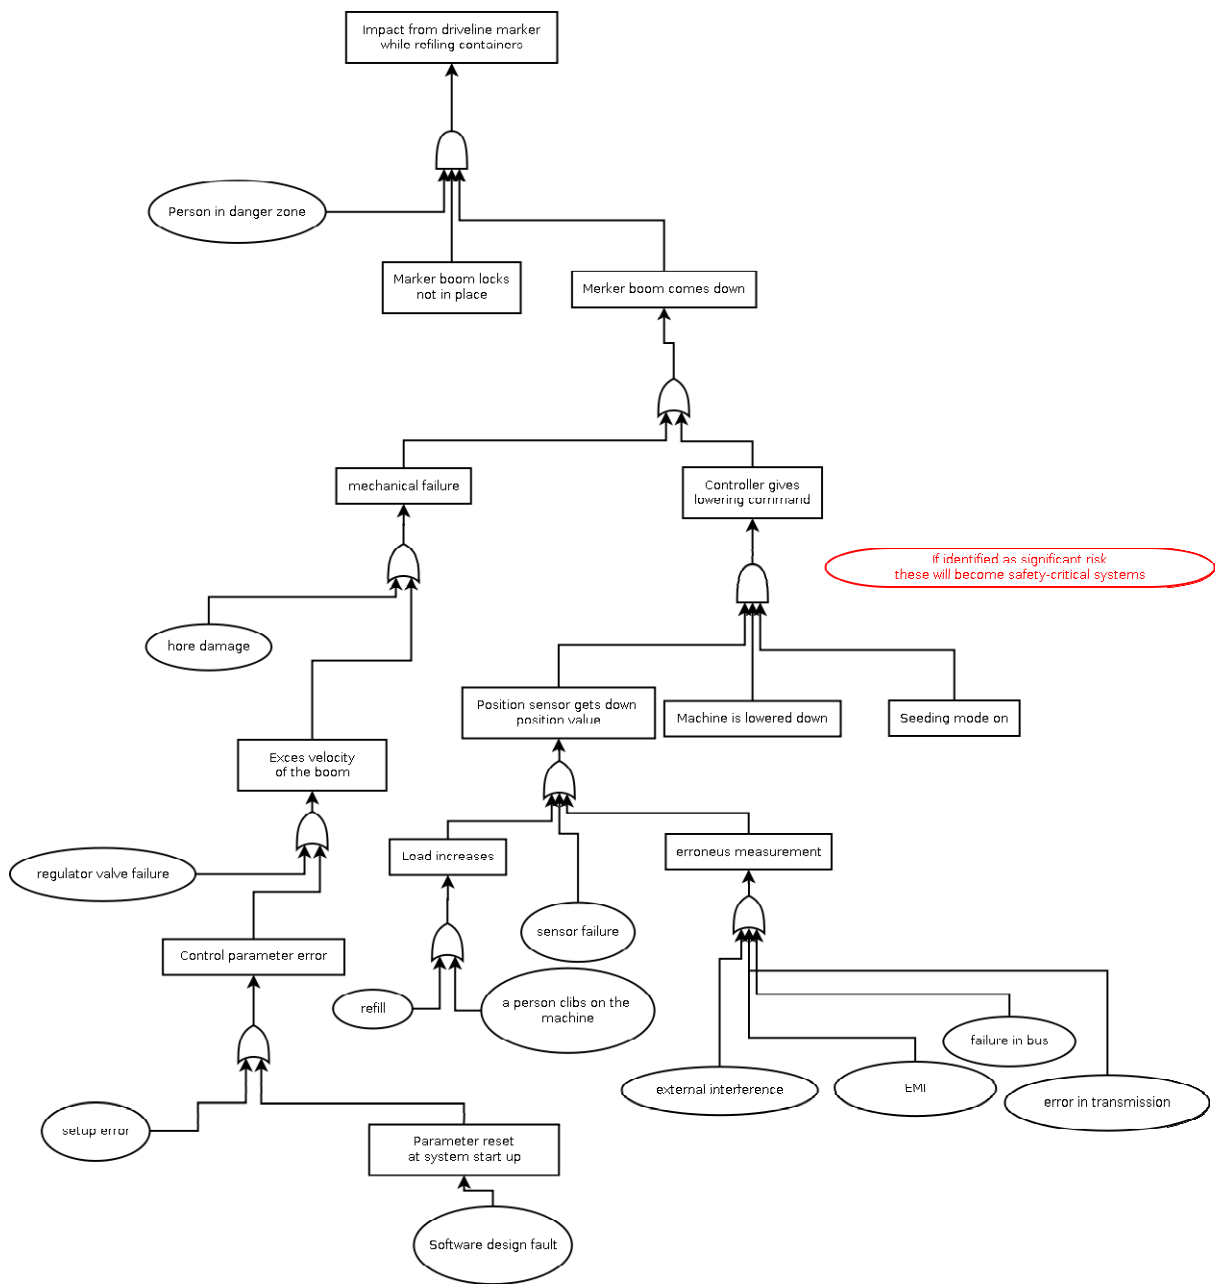 Impact from driveline marker
while refiling containers
Person in danger zone
Marker boom locks
not in place
Merker boom comes down
mechanical failure
Controller gives
lowering command
If identified as significant risk
these will become safety-critical systems
hore damage
Position sensor gets down
position value
Machine is lowered down
Seeding mode on
Exces velocity
of the boom
Load increases
erroneus measurement
regulator valve failure
sensor failure
Control parameter error
refill
a person clibs on the
machine
failure in bus
external interference
EMI
error in transmission
setup error
Parameter reset
at system start up
Software design fault